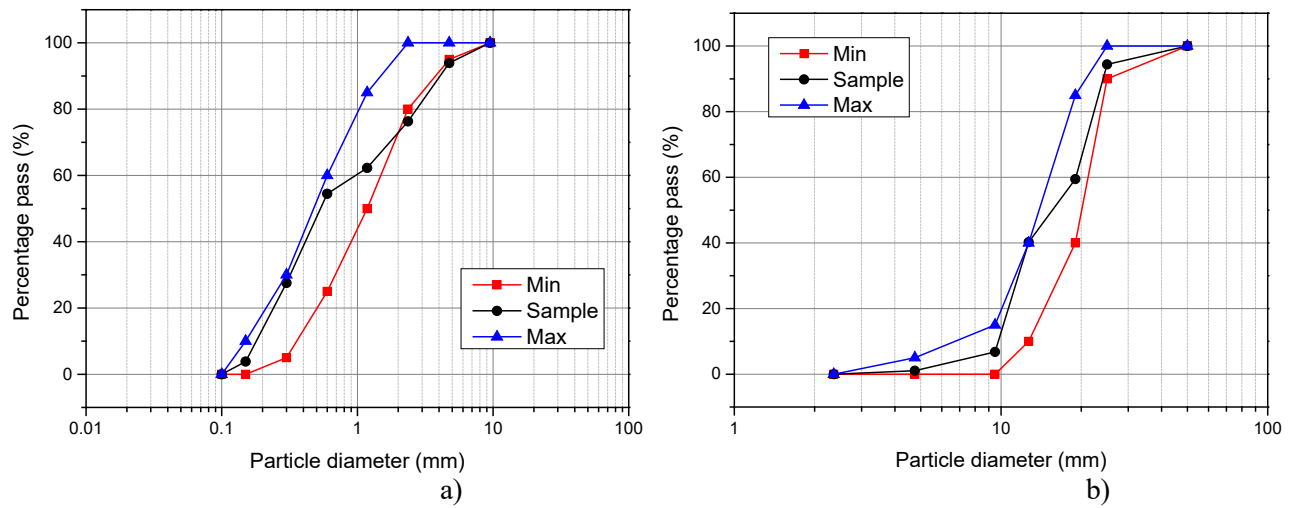 100
80
60
40
20
0
Percentage pass (%)
Min
Sample
Max
0.01
0.1
1
10
100
Particle diameter (mm)
a)
100
80
60
40
20
0
Percentage pass (%)
Min
Sample
Max
1
10
100
Particle diameter (mm)
b)